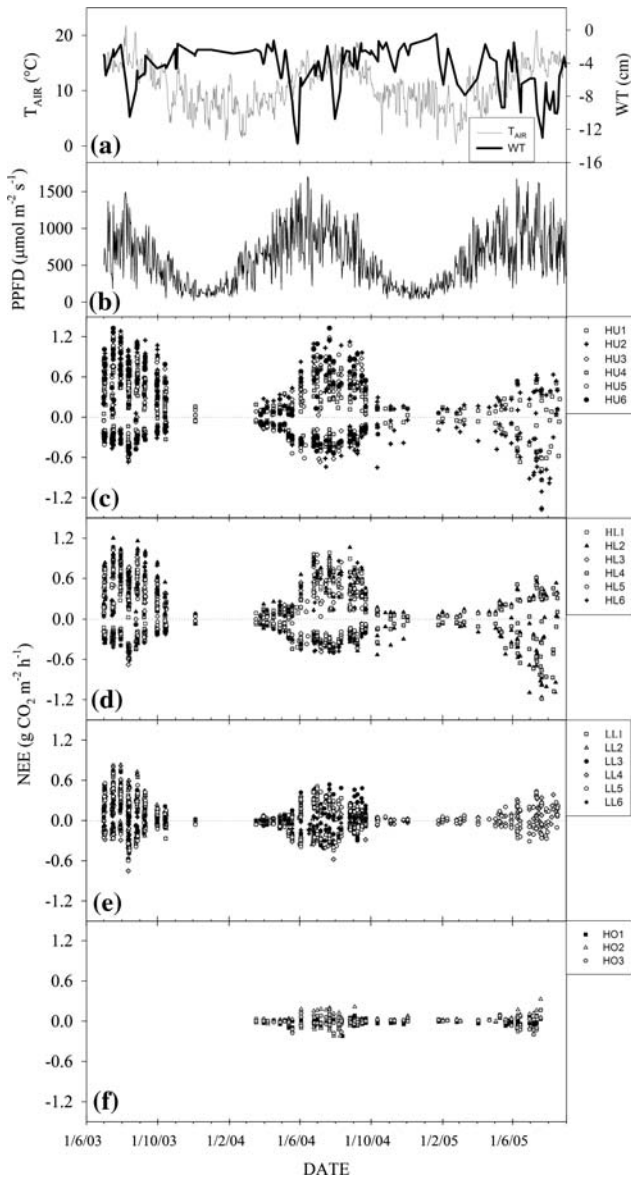 20
10
0
T_AIR (°C)
0
-4
-8
-12
-16
WT (cm)
(a)
T_AIR
WT
1500
1000
500
0
PPFD (μmol m⁻² s⁻¹)
(b)
1.2
0.6
0.0
-0.6
-1.2
(c)
HU1
HU2
HU3
HU4
HU5
HU6
1.2
0.6
0.0
-0.6
-1.2
(d)
HL1
HL2
HL3
HL4
HL5
HL6
NEE (g CO₂ m⁻² h⁻¹)
1.2
0.6
0.0
-0.6
-1.2
(e)
LL1
LL2
LL3
LL4
LL5
LL6
1.2
0.6
0.0
-0.6
-1.2
(f)
HO1
HO2
HO3
1/6/03 1/10/03 1/2/04 1/6/04 1/10/04 1/2/05 1/6/05
DATE